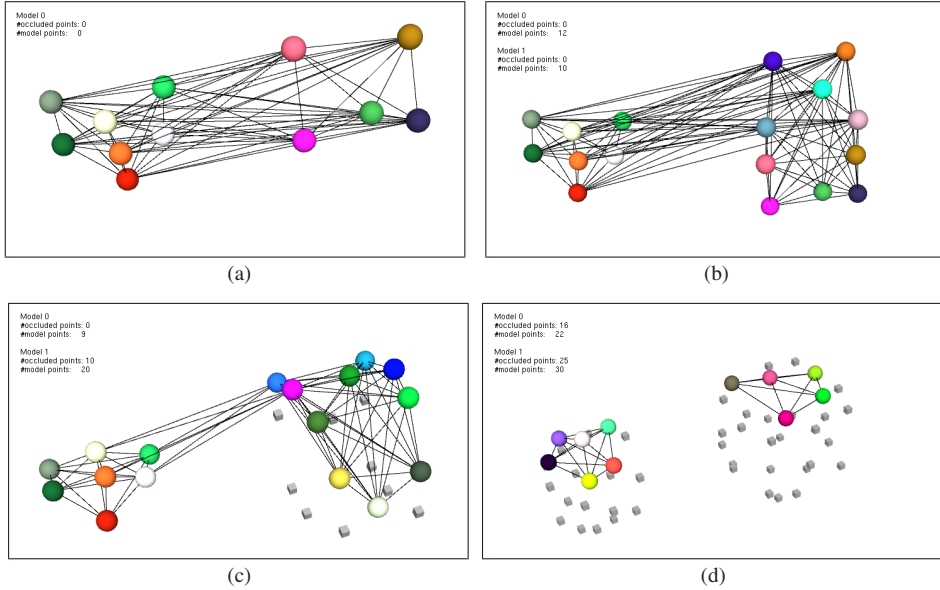 Model 0
#occluded points: 0
#model points: 0
(a)
Model 0
#occluded points: 0
#model points: 12
Model 1
#occluded points: 0
#model points: 10
(b)
Model 0
#occluded points: 0
#model points: 9
Model 1
#occluded points: 10
#model points: 20
(c)
Model 0
#occluded points: 16
#model points: 22
Model 1
#occluded points: 25
#model points: 30
(d)